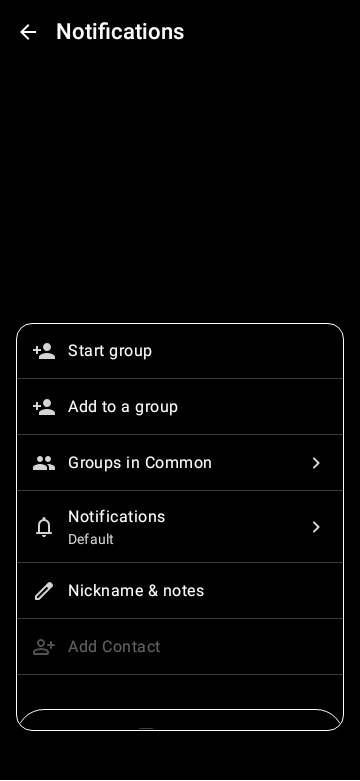 Notifications
Start group
Add to a group
Groups in Common
Notifications
Default
Nickname & notes
Add Contact